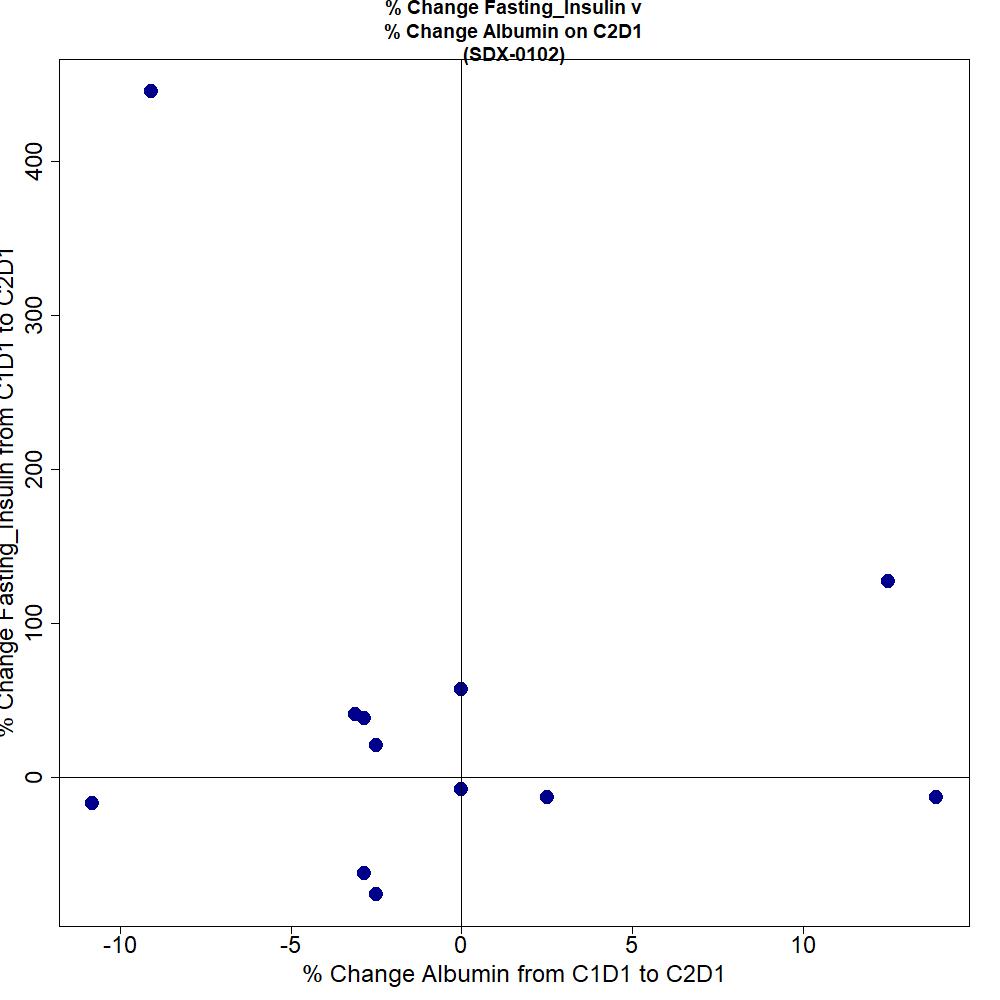 % Change Fasting_Insulin v
% Change Albumin on C2D1
(SDX-0102)
% Change Fasting_Insulin from C1D1 to C2D1
400
300
200
100
0
-10 -5 0 5 10
% Change Albumin from C1D1 to C2D1